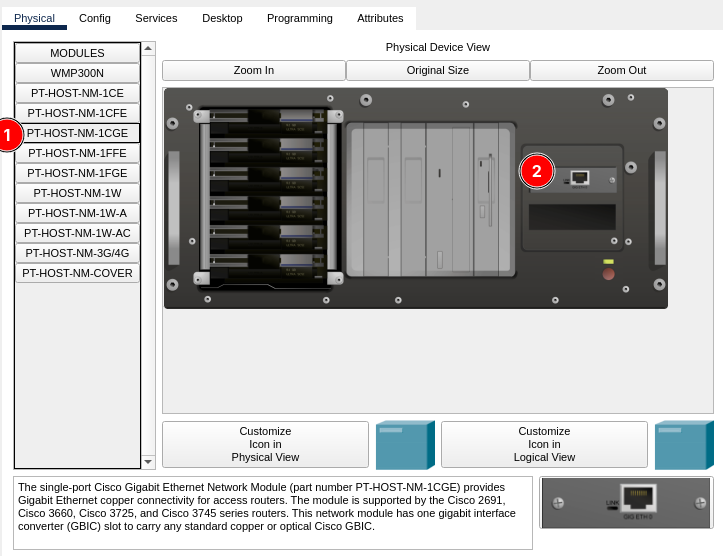 Physical Config Services Desktop Programming Attributes
MODULES
WMP300N
PT-HOST-NM-1CE
PT-HOST-NM-1CFE
PT-HOST-NM-1CGE
PT-HOST-NM-1FFE
PT-HOST-NM-1FGE
PT-HOST-NM-1W
PT-HOST-NM-1W-A
PT-HOST-NM-1W-AC
PT-HOST-NM-3G/4G
PT-HOST-NM-COVER
1
Physical Device View
Zoom In Original Size Zoom Out
2
Customize
Icon in
Physical View
Customize
Icon in
Logical View
The single-port Cisco Gigabit Ethernet Network Module (part number PT-HOST-NM-1CGE) provides
Gigabit Ethernet copper connectivity for access routers. The module is supported by the Cisco 2691,
Cisco 3660, Cisco 3725, and Cisco 3745 series routers. This network module has one gigabit interface
converter (GBIC) slot to carry any standard copper or optical Cisco GBIC.
LINK
GIG ETH 0